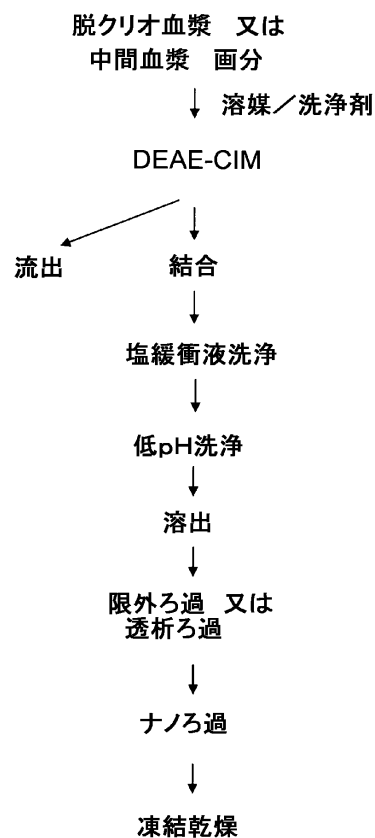 脱クリオ血漿 又は
中間血漿 画分
溶媒／洗浄剤
DEAE-CIM
流出
結合
塩緩衝液洗浄
低pH洗浄
溶出
限外ろ過 又は
透析ろ過
ナノろ過
凍結乾燥